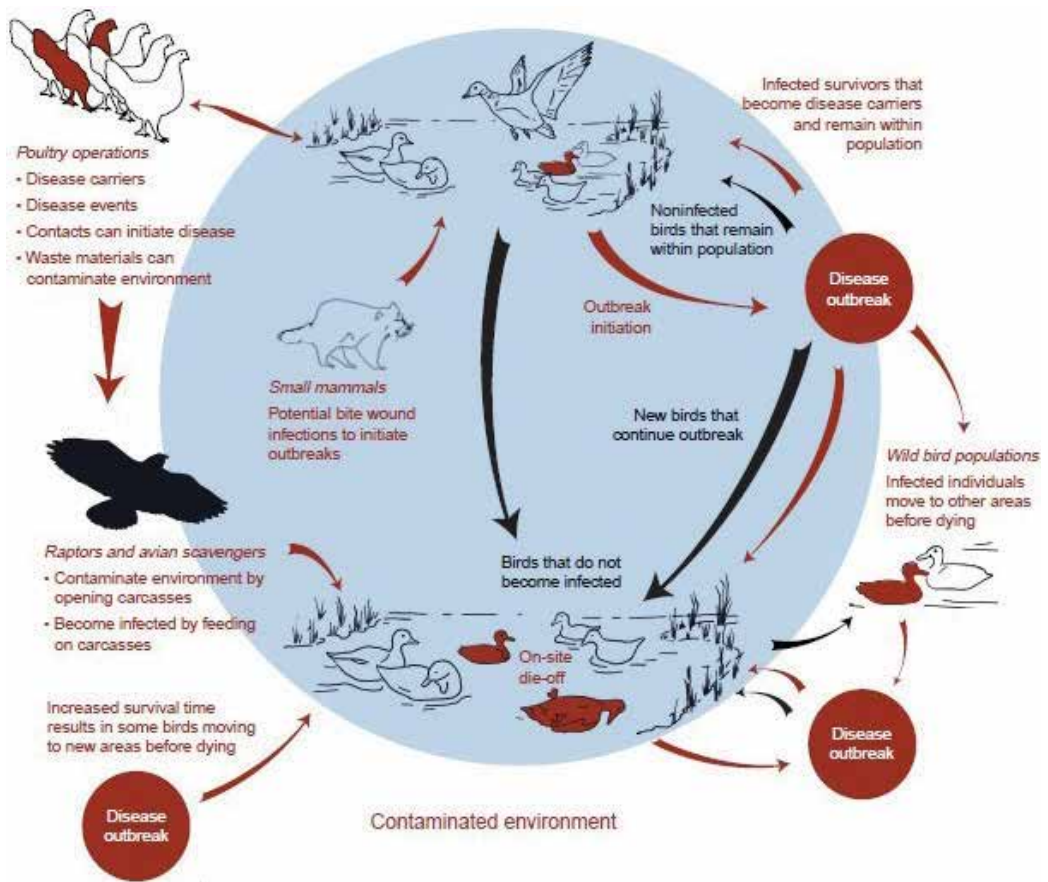 Poultry operations
• Disease carriers
• Disease events
• Contacts can initiate disease
• Waste materials can
contaminate environment
Infected survivors that
become disease carriers
and remain within
population
Noninfected
birds that remain
within population
Disease
outbreak
Outbreak
initiation
Small mammals
Potential bite wound
infections to initiate
outbreaks
New birds that
continue outbreak
Wild bird populations
Infected individuals
move to other areas
before dying
Raptors and avian scavengers
• Contaminate environment by
opening carcasses
• Become infected by feeding
on carcasses
Birds that do not
become infected
On-site
die-off
Increased survival time
results in some birds moving
to new areas before dying
Disease
outbreak
Disease
outbreak
Contaminated environment